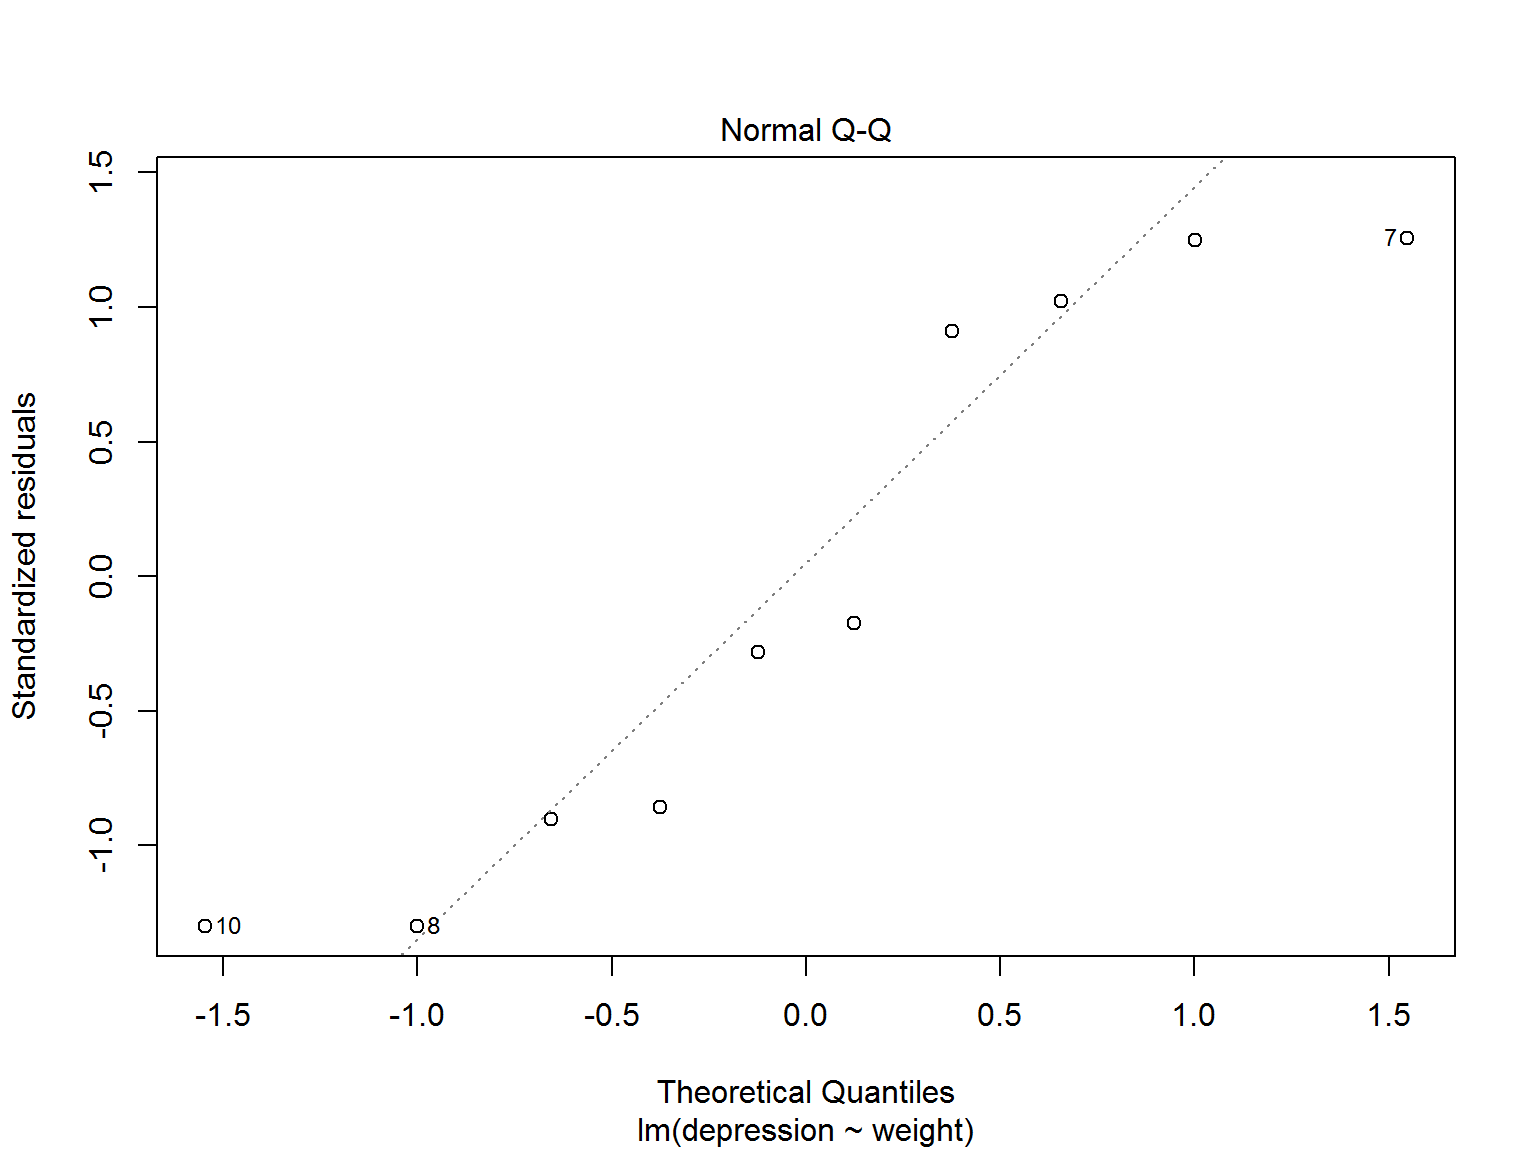 Normal Q-Q
Standardized residuals
1.5
1.0
0.5
0.0
-0.5
-1.0
7
10
8
-1.5 -1.0 -0.5 0.0 0.5 1.0 1.5
Theoretical Quantiles
lm(depression ~ weight)